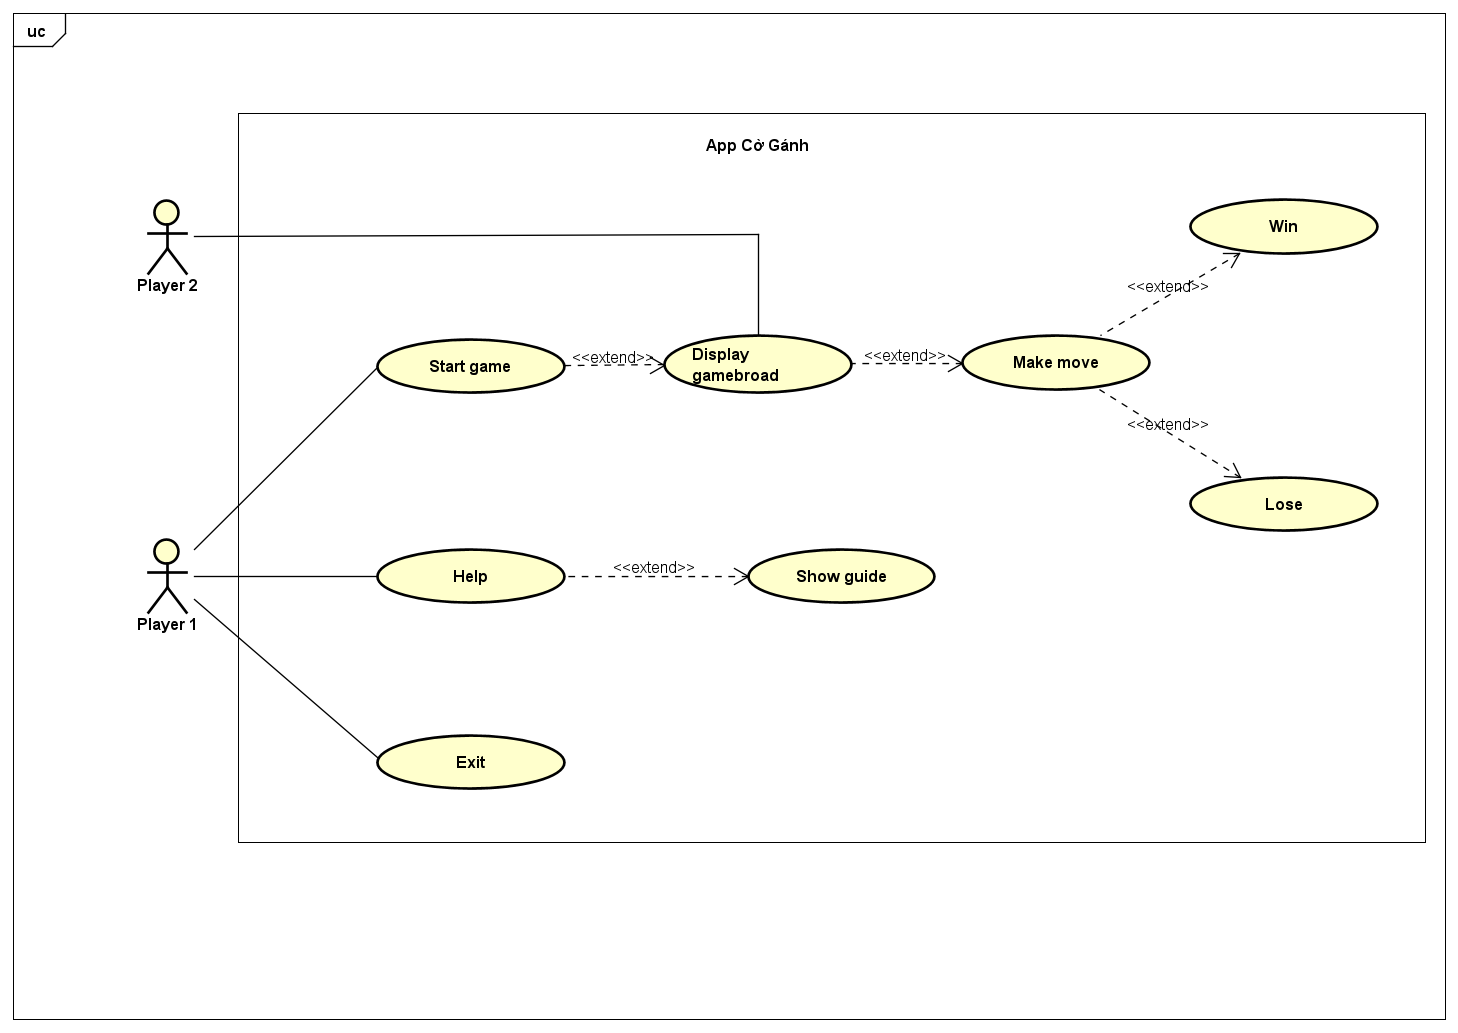 uc
App Cờ Gánh
Player 2
Win
<<extend>>
Start game
<<extend>>
Display
gamebroad
<<extend>>
Make move
<<extend>>
Lose
Player 1
Help
<<extend>>
Show guide
Exit